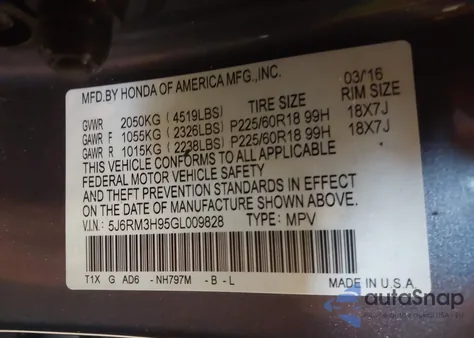 MFD.BY HONDA OF AMERICA MFG.,INC. 03/16
TIRE SIZE RIM SIZE
GVWR 2050KG ( 4519LBS)
GAWR F 1055KG ( 2326LBS) P225/60R18 99H 18X7J
GAWR R 1015KG ( 2238LBS) P225/60R18 99H 18X7J
THIS VEHICLE CONFORMS TO ALL APPLICABLE
FEDERAL MOTOR VEHICLE SAFETY
AND THEFT PREVENTION STANDARDS IN EFFECT
ON THE DATE OF MANUFACTURE SHOWN ABOVE.
V.I.N.: 5J6RM3H95GL009828 TYPE: MPV
T1X G AD6 -NH797M -B-L MADE IN U.S.A.
autoSnap